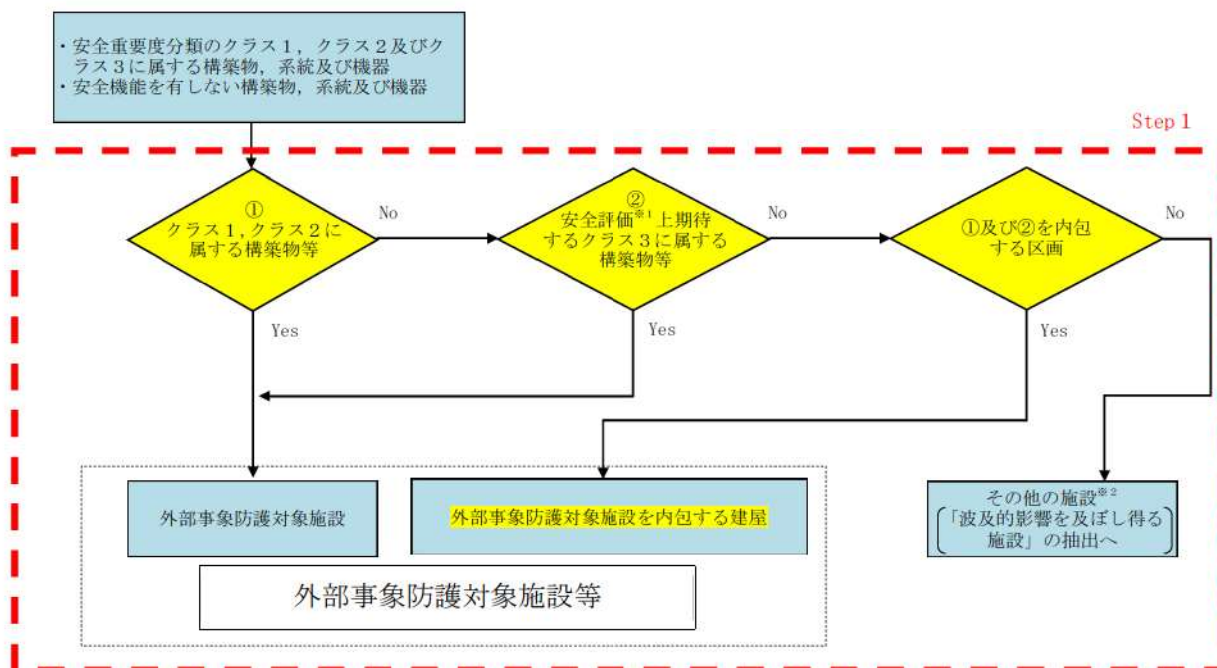 ・安全重要度分類のクラス1，クラス2及びク
ラス3に属する構築物，系統及び機器
・安全機能を有しない構築物，系統及び機器
Step 1
①
クラス1，クラス2に
属する構築物等
No
②
安全評価※1上期待
するクラス3に属する
構築物等
No
①及び②を内包
する区画
No
Yes
Yes
Yes
外部事象防護対象施設
外部事象防護対象施設を内包する建屋
その他の施設※2
「波及的影響を及ぼし得る
施設」の抽出へ
外部事象防護対象施設等